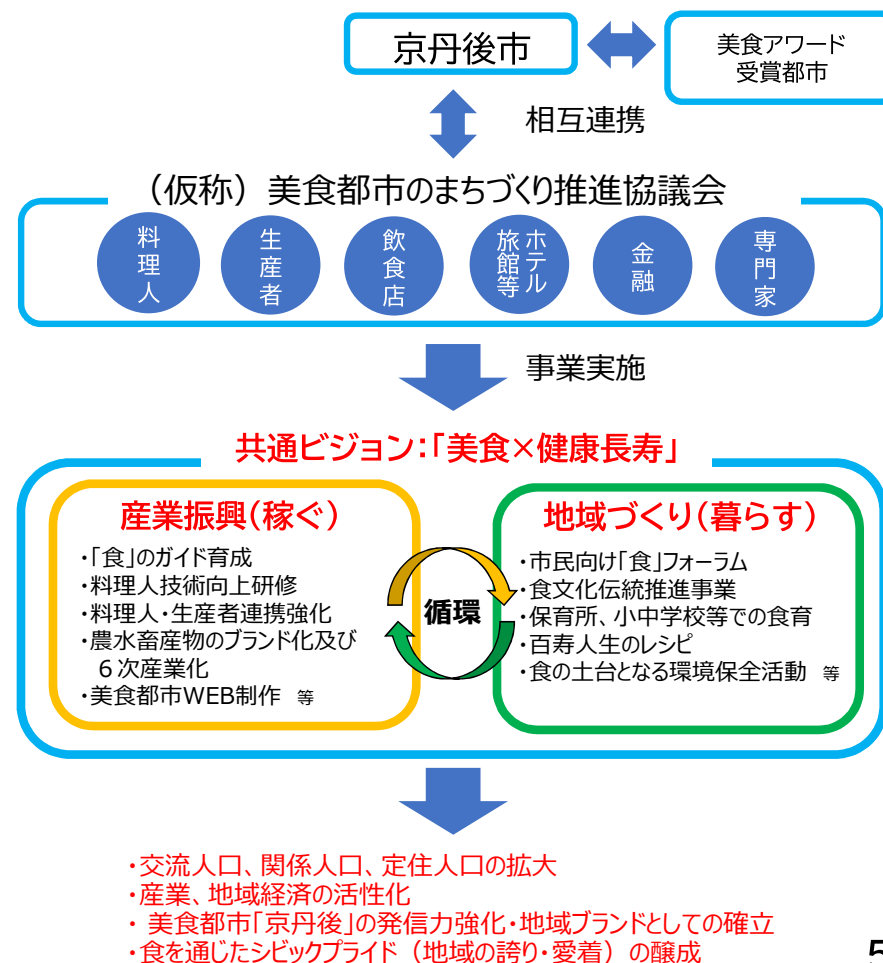 京丹後市
美食アワード
受賞都市
相互連携
（仮称）美食都市のまちづくり推進協議会
料理人
生産者
飲食店
ホテル
旅館等
金融
専門家
事業実施
共通ビジョン：「美食×健康長寿」
産業振興（稼ぐ）
・「食」のガイド育成
・料理人技術向上研修
・料理人・生産者連携強化
・農水畜産物のブランド化及び
６次産業化
・美食都市WEB制作 等
循環
地域づくり（暮らす）
・市民向け「食」フォーラム
・食文化伝統推進事業
・保育所、小中学校等での食育
・百寿人生のレシピ
・食の土台となる環境保全活動 等
・交流人口、関係人口、定住人口の拡大
・産業、地域経済の活性化
・ 美食都市「京丹後」の発信力強化・地域ブランドとしての確立
・食を通じたシビックプライド（地域の誇り・愛着）の醸成
5